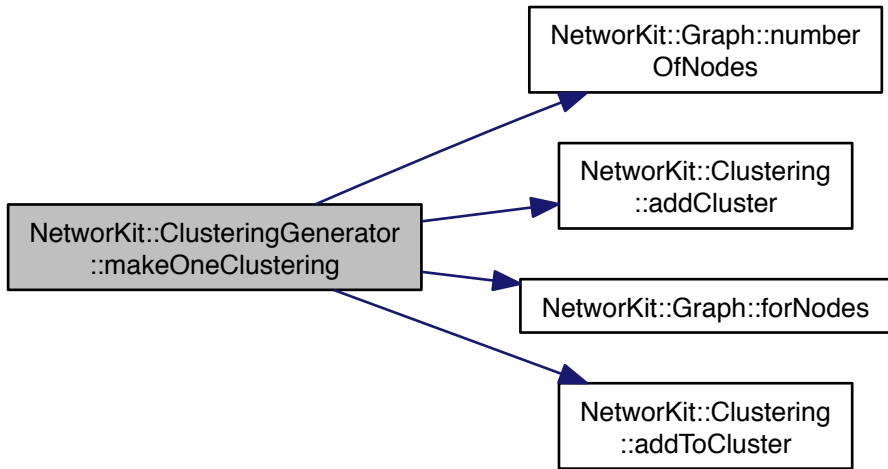 NetworKit::Graph::number
OfNodes
NetworKit::Clustering
::addCluster
NetworKit::ClusteringGenerator
::makeOneClustering
NetworKit::Graph::forNodes
NetworKit::Clustering
::addToCluster